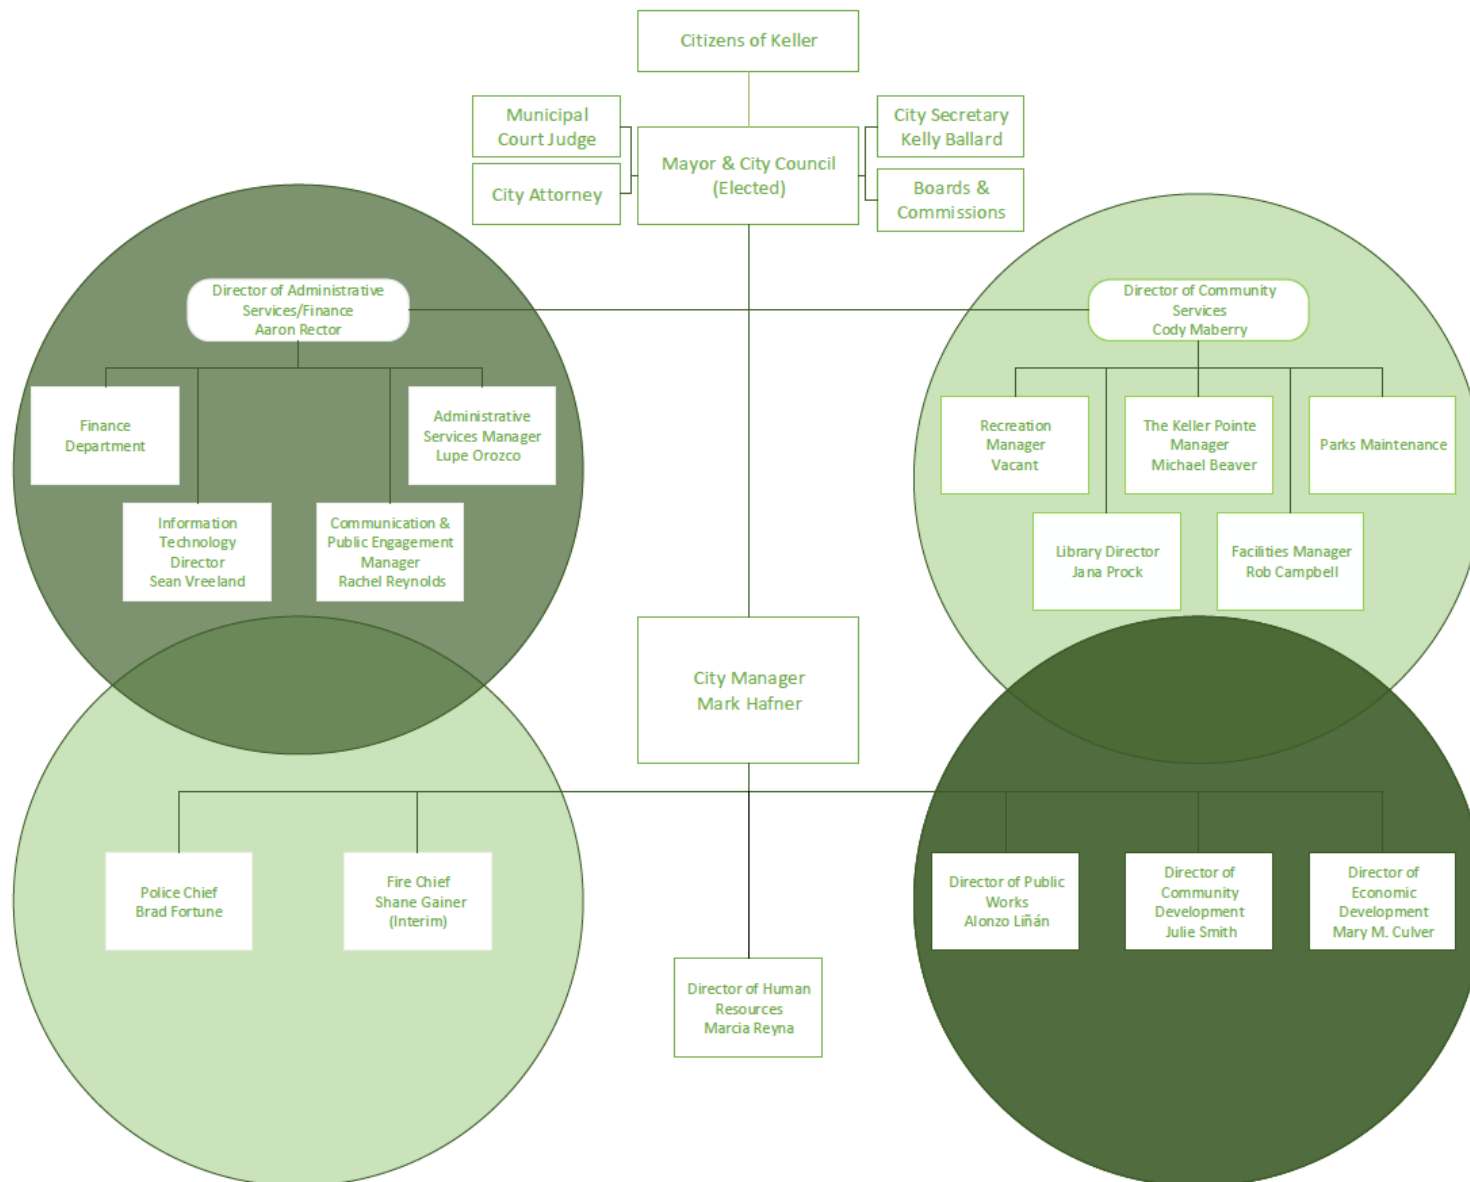 Citizens of Keller
Municipal
Court Judge
City Attorney
Mayor & City Council
(Elected)
City Secretary
Kelly Ballard
Boards &
Commissions
Director of Administrative
Services/Finance
Aaron Rector
Finance
Department
Administrative
Services Manager
Lupe Orozco
Information
Technology
Director
Sean Vreeland
Communication &
Public Engagement
Manager
Rachel Reynolds
Director of Community
Services
Cody Maberry
Recreation
Manager
Vacant
The Keller Pointe
Manager
Michael Beaver
Parks Maintenance
Library Director
Jana Prock
Facilities Manager
Rob Campbell
City Manager
Mark Hafner
Police Chief
Brad Fortune
Fire Chief
Shane Gainer
(Interim)
Director of Human
Resources
Marcia Reyna
Director of Public
Works
Alonzo Liñán
Director of
Community
Development
Julie Smith
Director of
Economic
Development
Mary M. Culver